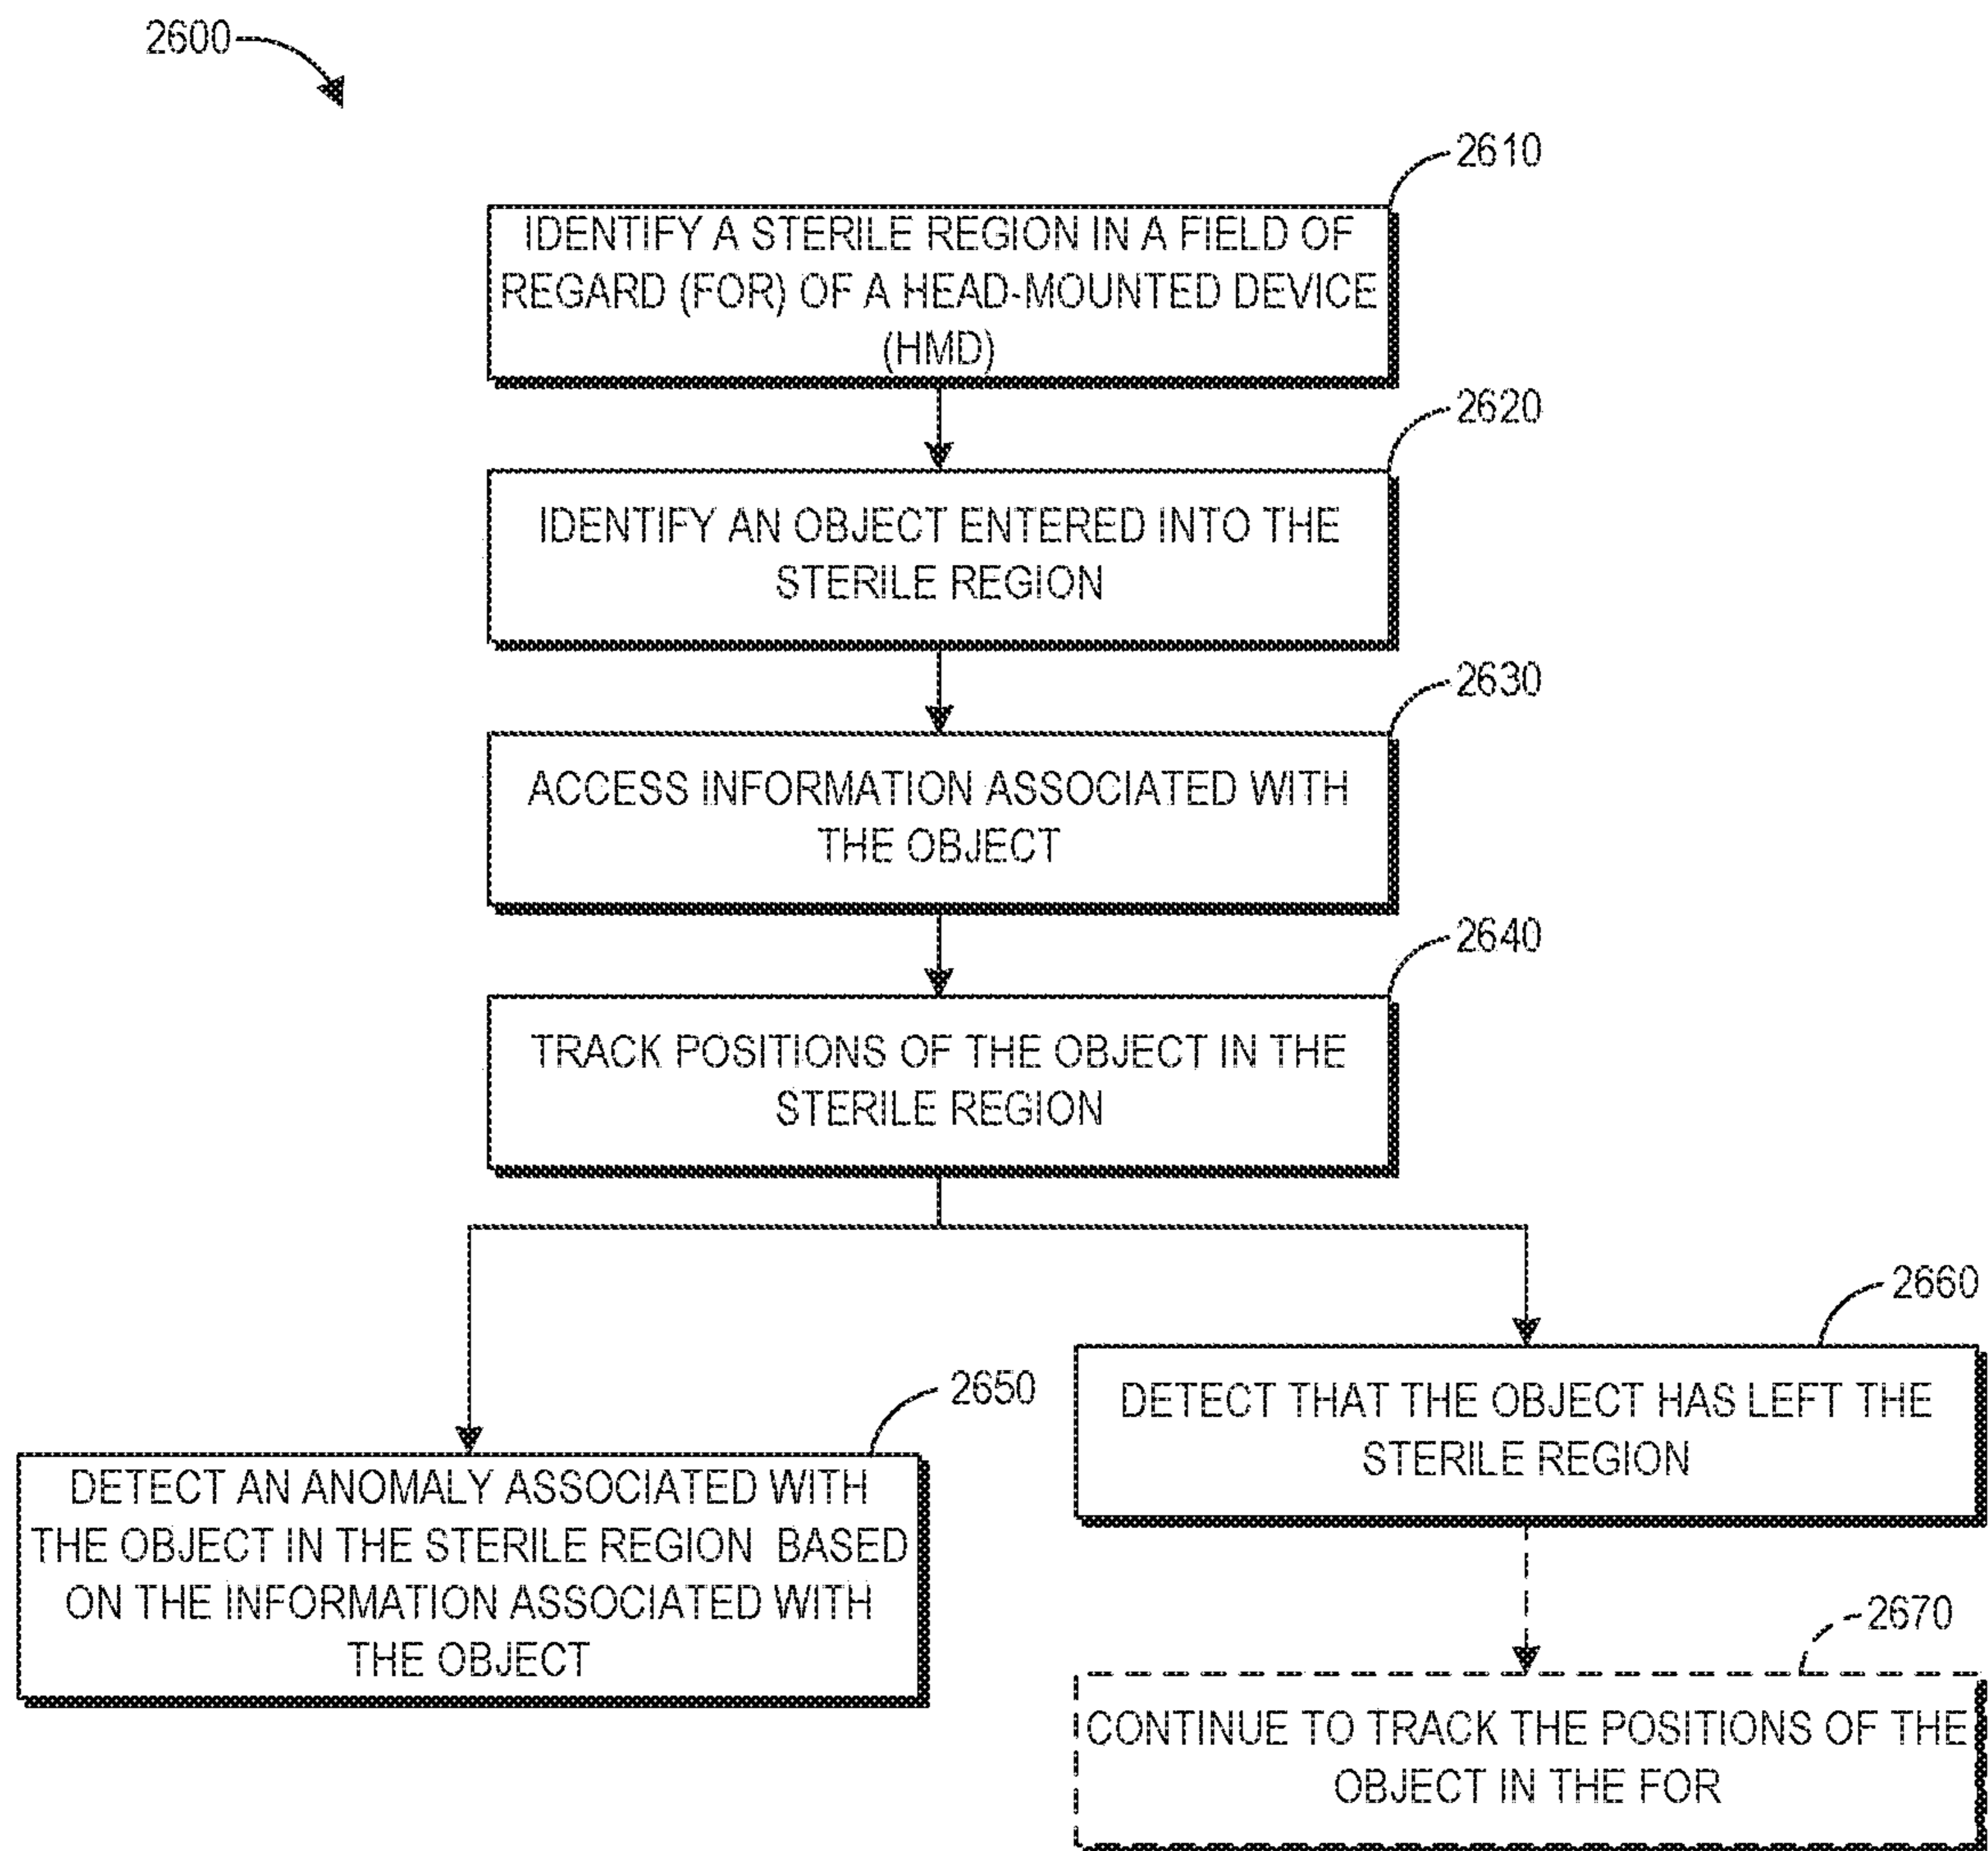 2600
2610
IDENTIFY A STERILE REGION IN A FIELD OF
REGARD (FOR) OF A HEAD-MOUNTED DEVICE
(HMD)
2620
IDENTIFY AN OBJECT ENTERED INTO THE
STERILE REGION
2630
ACCESS INFORMATION ASSOCIATED WITH
THE OBJECT
2640
TRACK POSITIONS OF THE OBJECT IN THE
STERILE REGION
2650
DETECT AN ANOMALY ASSOCIATED WITH
THE OBJECT IN THE STERILE REGION BASED
ON THE INFORMATION ASSOCIATED WITH
THE OBJECT
2660
DETECT THAT THE OBJECT HAS LEFT THE
STERILE REGION
2670
CONTINUE TO TRACK THE POSITIONS OF THE
OBJECT IN THE FOR